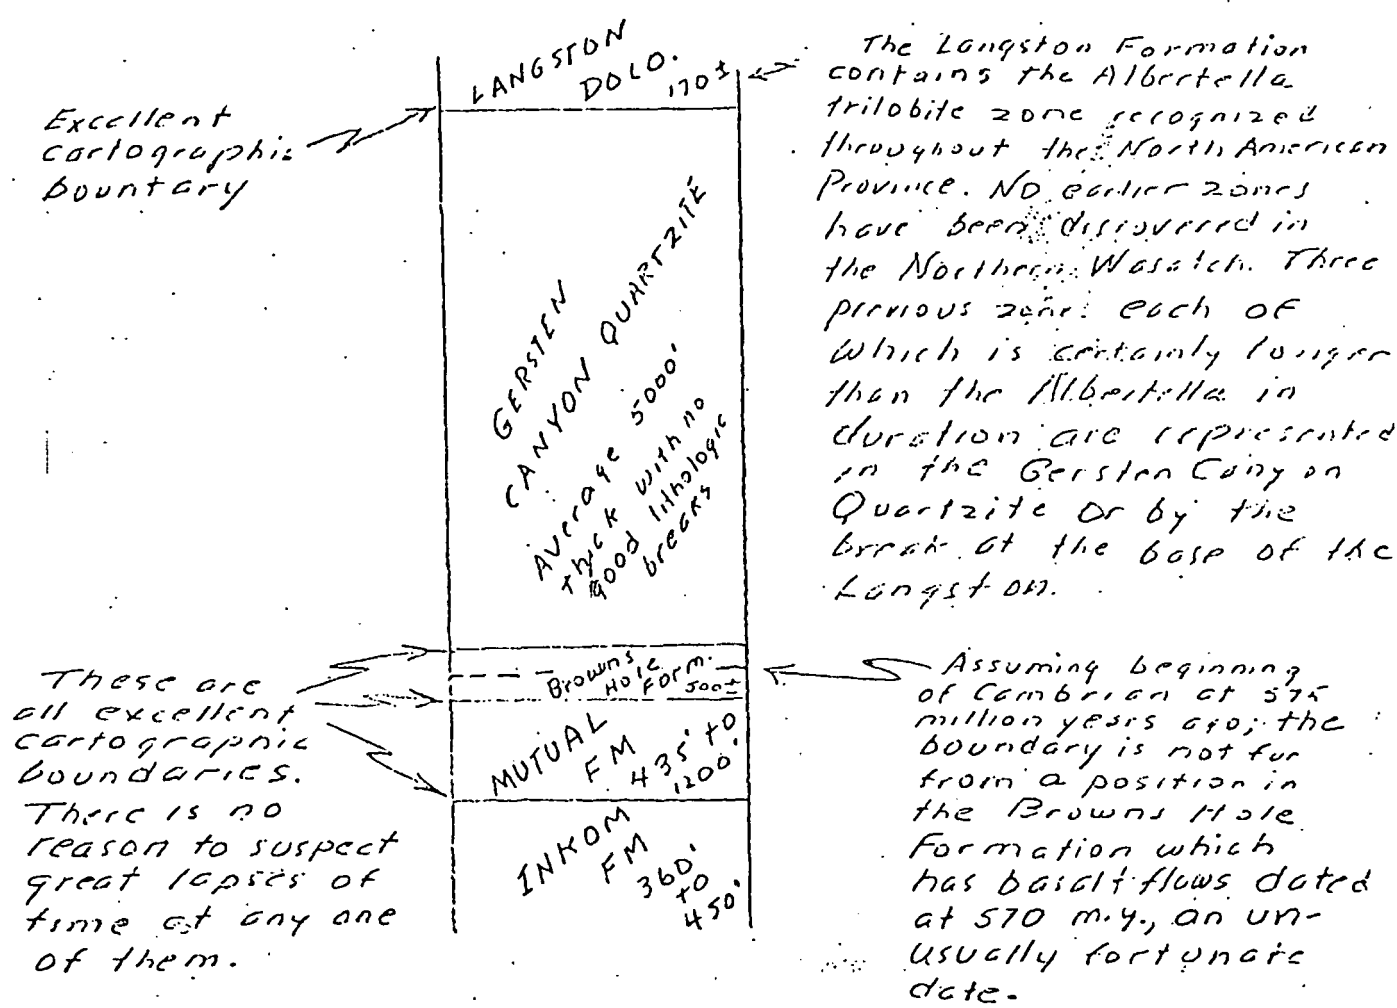 Excellent
cartographic
bountary
LANGSTON
DOLO.
170±
The Langston Formation
contains the Albertella
trilobite zone recognized
throughout the North American
Province. No earlier zones
have been discovered in
the Northern Wasatch. Three
previous zone: each of
which is certainly longer
than the Albertella in
duration are represented
in the Gersten Canyon
Quartzite or by the
break at the base of the
Langston.
GERSTEN
CANYON QUARTZITE
Average 5000'
thick with no
good lithologic
breaks
These are
all excellent
cartographic
boundaries.
There is no
reason to suspect
great lapses of
time at any one
of them.
Browns
Hole
Form.
500±
MUTUAL
FM
435' to
1200'
INKOM
FM
360'
to
450'
Assuming beginning
of Cambrian at 575
million years ago; the
boundary is not far
from a position in
the Browns Hole
Formation which
has basalt flows dated
at 570 m.y., an un-
usually fortunate
date.